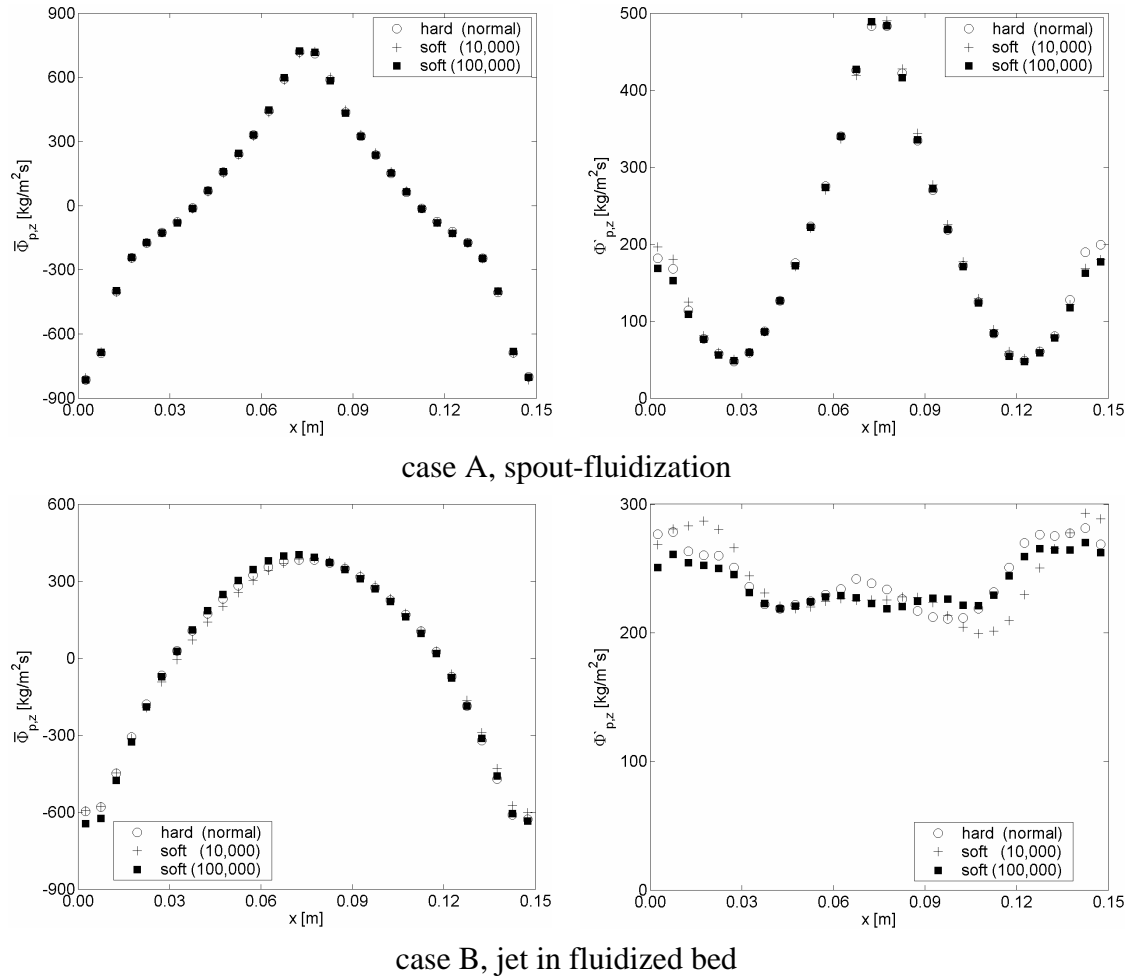 900
600
300
0
-300
-600
-900
0.00 0.03 0.06 0.09 0.12 0.15
x [m]
Φ̅p,z [kg/m²s]
hard (normal)
soft (10,000)
soft (100,000)
500
400
300
200
100
0
0.00 0.03 0.06 0.09 0.12 0.15
x [m]
Φ`p,z [kg/m²s]
hard (normal)
soft (10,000)
soft (100,000)
case A, spout-fluidization
600
300
0
-300
-600
-900
0.00 0.03 0.06 0.09 0.12 0.15
x [m]
Φ̅p,z [kg/m²s]
hard (normal)
soft (10,000)
soft (100,000)
300
200
100
0
0.00 0.03 0.06 0.09 0.12 0.15
x [m]
Φ`p,z [kg/m²s]
hard (normal)
soft (10,000)
soft (100,000)
case B, jet in fluidized bed